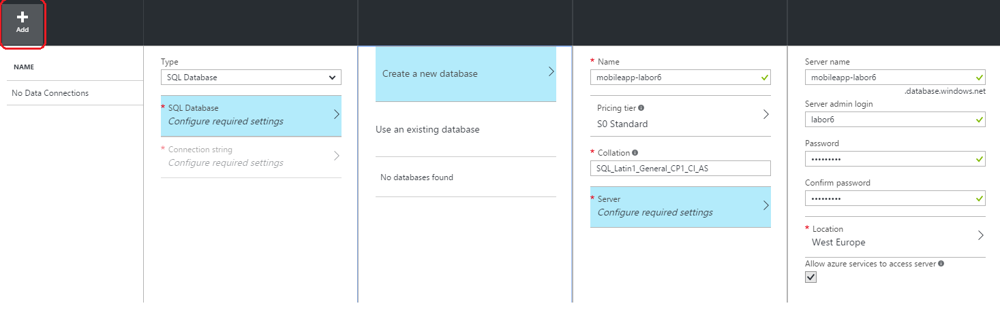 Add
NAME
No Data Connections
Type
SQL Database
* SQL Database
Configure required settings
* Connection string
Configure required settings
Create a new database
Use an existing database
No databases found
* Name
mobileapp-labor6
Pricing tier
S0 Standard
* Collation
SQL_Latin1_General_CP1_CI_AS
* Server
Configure required settings
Server name
mobileapp-labor6
.database.windows.net
Server admin login
labor6
Password
•••••••••
Confirm password
•••••••••
* Location
West Europe
Allow azure services to access server